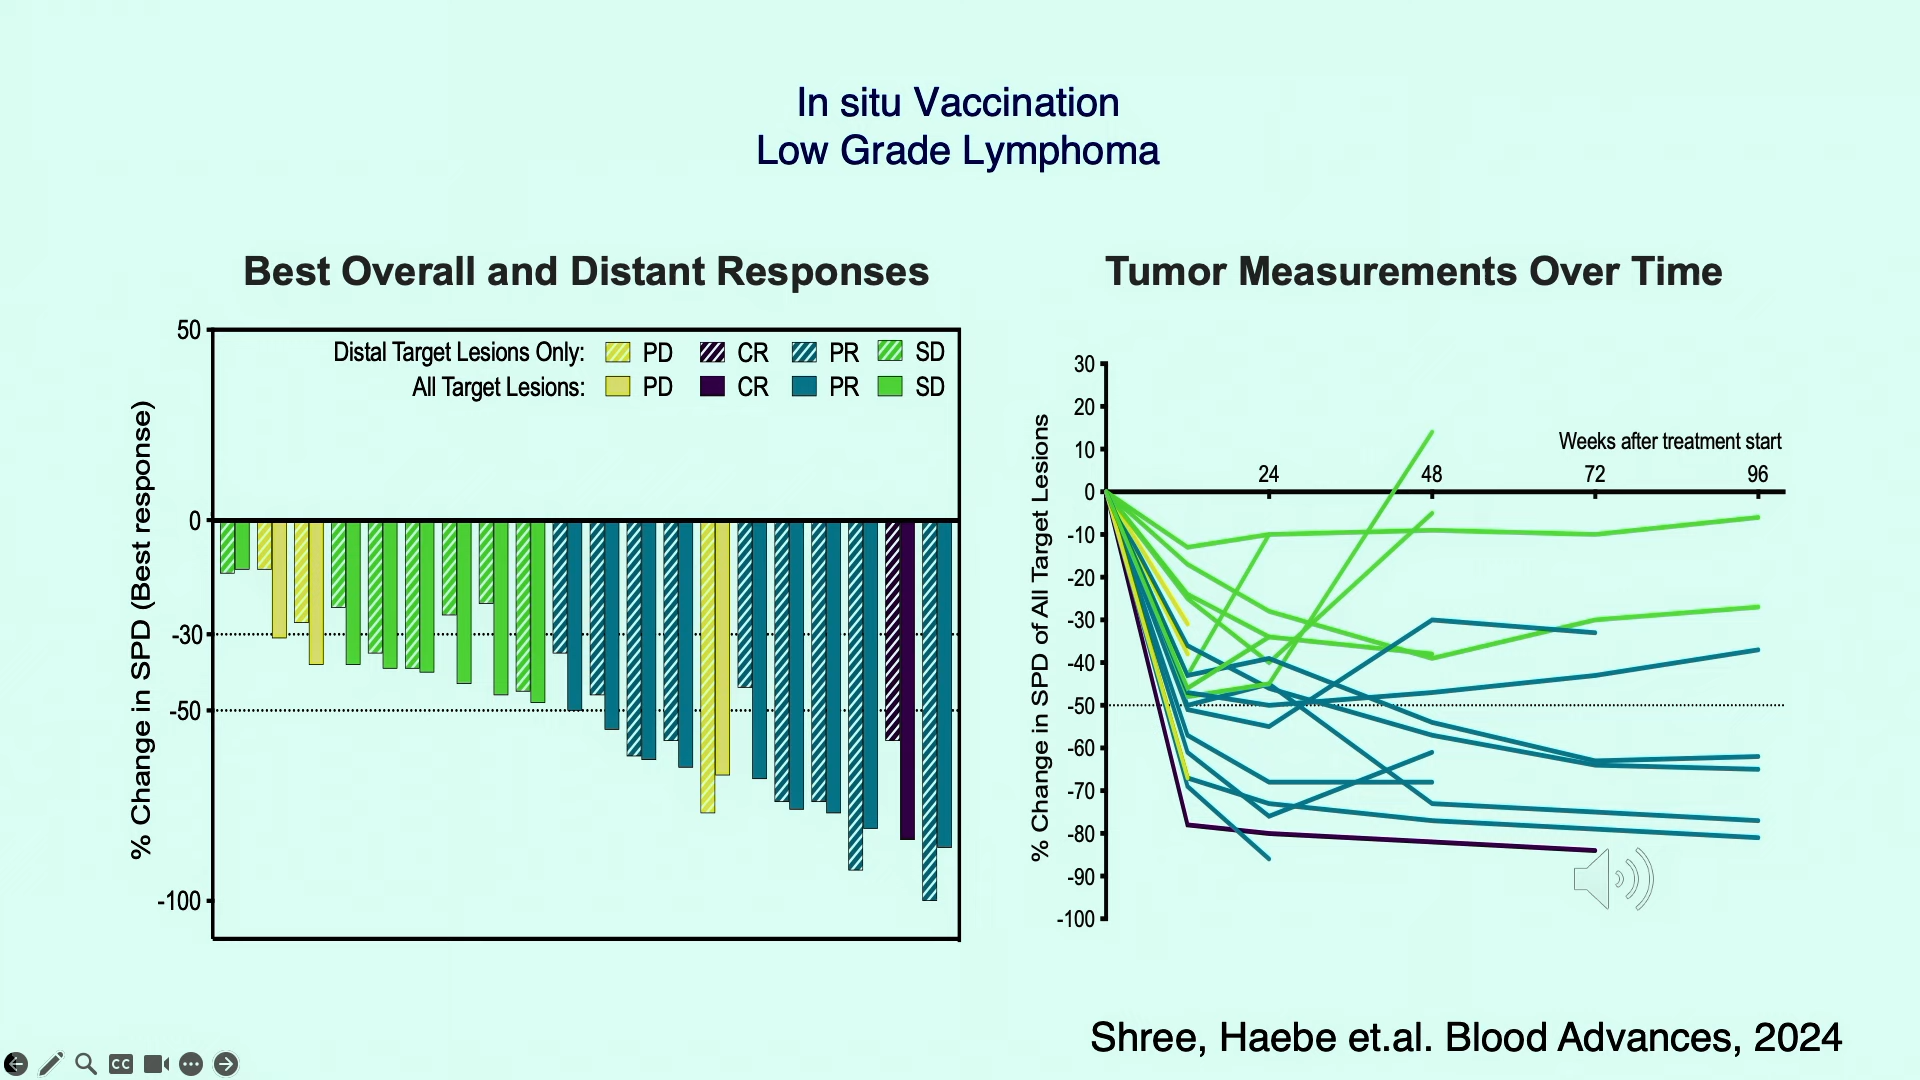 In situ Vaccination
Low Grade Lymphoma
Best Overall and Distant Responses
% Change in SPD (Best response)
50
0
-30
-50
-100
Distal Target Lesions Only: PD CR PR SD
All Target Lesions: PD CR PR SD
Tumor Measurements Over Time
% Change in SPD of All Target Lesions
30
20
10
0
-10
-20
-30
-40
-50
-60
-70
-80
-90
-100
Weeks after treatment start
24 48 72 96
Shree, Haebe et.al. Blood Advances, 2024
CC